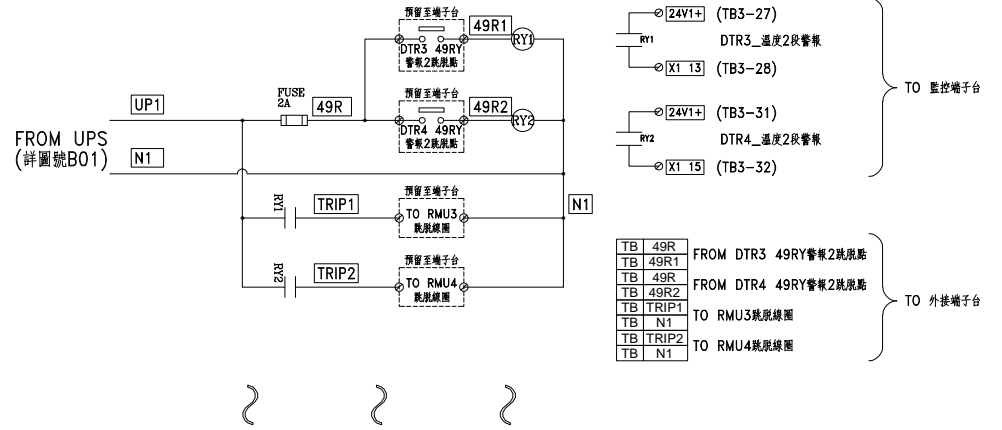 預留至端子台
49R1
RY1
DTR3 49RY
警報2跳脫點
FUSE
2A
49R
UP1
預留至端子台
49R2
RY2
DTR4 49RY
警報2跳脫點
FROM UPS
(詳圖號B01)
N1
預留至端子台
RY1
TRIP1
TO RMU3
跳脫線圈
N1
預留至端子台
RY2
TRIP2
TO RMU4
跳脫線圈
24V1+ (TB3-27)
RY1
DTR3_溫度2段警報
X1 13 (TB3-28)
24V1+ (TB3-31)
RY2
DTR4_溫度2段警報
X1 15 (TB3-32)
TO 監控端子台
TB 49R
FROM DTR3 49RY警報2跳脫點
TB 49R1
TB 49R
FROM DTR4 49RY警報2跳脫點
TB 49R2
TB TRIP1
TO RMU3跳脫線圈
TB N1
TB TRIP2
TO RMU4跳脫線圈
TB N1
TO 外接端子台